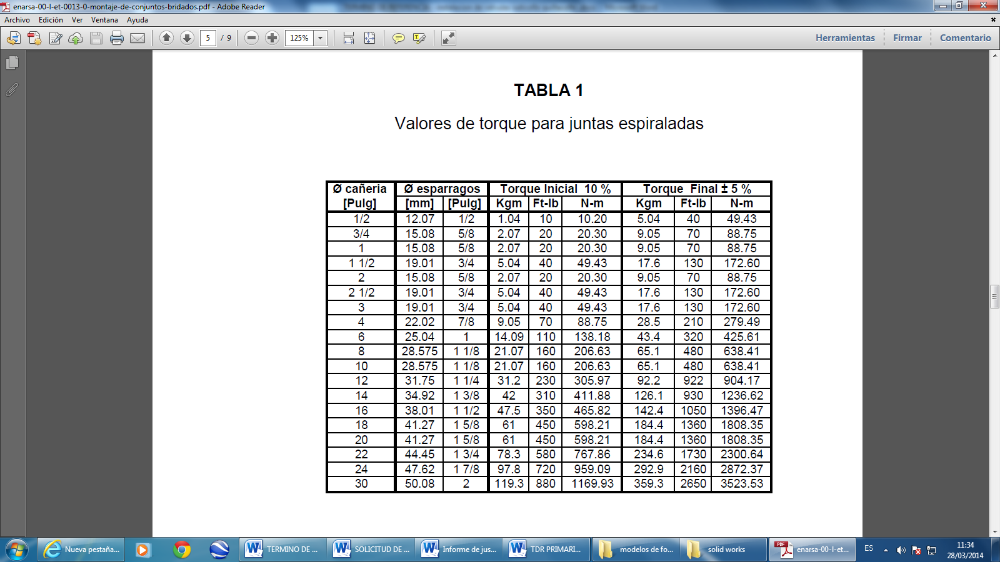 enarsa-00-l-et-0013-0-montaje-de-conjuntos-bridados.pdf - Adobe Reader
Archivo Edición Ver Ventana Ayuda
5 / 9 125% Herramientas Firmar Comentario
TABLA 1
Valores de torque para juntas espiraladas
Ø cañeria Ø esparragos Torque Inicial 10 % Torque Final ± 5 %
[Pulg] [mm] [Pulg] Kgm Ft-lb N-m Kgm Ft-lb N-m
1/2 12.07 1/2 1.04 10 10.20 5.04 40 49.43
3/4 15.08 5/8 2.07 20 20.30 9.05 70 88.75
1 15.08 5/8 2.07 20 20.30 9.05 70 88.75
1 1/2 19.01 3/4 5.04 40 49.43 17.6 130 172.60
2 15.08 5/8 2.07 20 20.30 9.05 70 88.75
2 1/2 19.01 3/4 5.04 40 49.43 17.6 130 172.60
3 19.01 3/4 5.04 40 49.43 17.6 130 172.60
4 22.02 7/8 9.05 70 88.75 28.5 210 279.49
6 25.04 1 14.09 110 138.18 43.4 320 425.61
8 28.575 1 1/8 21.07 160 206.63 65.1 480 638.41
10 28.575 1 1/8 21.07 160 206.63 65.1 480 638.41
12 31.75 1 1/4 31.2 230 305.97 92.2 922 904.17
14 34.92 1 3/8 42 310 411.88 126.1 930 1236.62
16 38.01 1 1/2 47.5 350 465.82 142.4 1050 1396.47
18 41.27 1 5/8 61 450 598.21 184.4 1360 1808.35
20 41.27 1 5/8 61 450 598.21 184.4 1360 1808.35
22 44.45 1 3/4 78.3 580 767.86 234.6 1730 2300.64
24 47.62 1 7/8 97.8 720 959.09 292.9 2160 2872.37
30 50.08 2 119.3 880 1169.93 359.3 2650 3523.53
Nueva pestaña... TERMINO DE ... SOLICITUD DE ... Informe de jus... TDR PRIMARI... modelos de fo... solid works enarsa-00-l-et... ES 11:34
28/03/2014